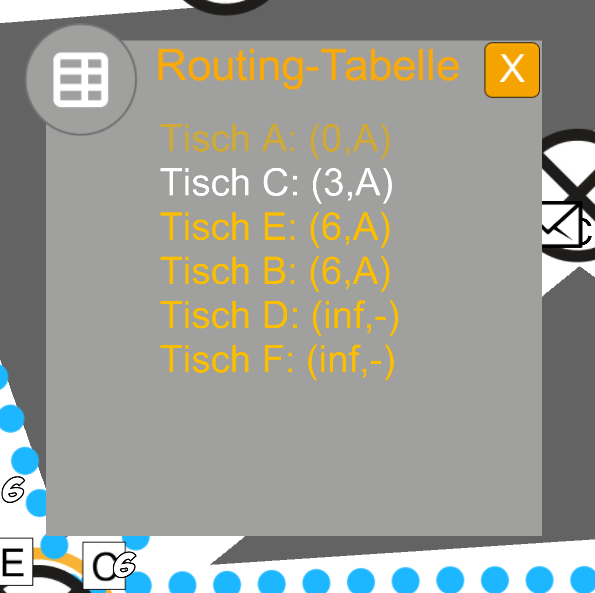 Routing-Tabelle
X
Tisch A: (0,A)
Tisch C: (3,A)
Tisch E: (6,A)
Tisch B: (6,A)
Tisch D: (inf,-)
Tisch F: (inf,-)
C
6
E
C
6